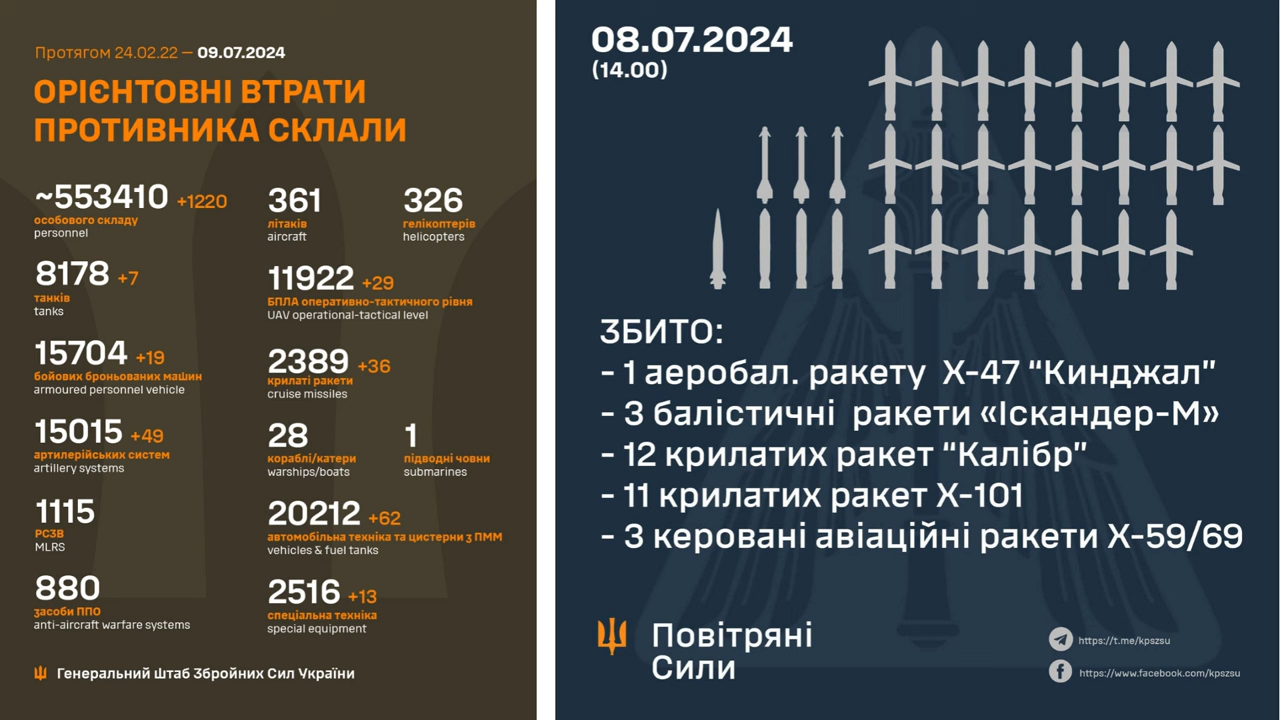 Протягом 24.02.22 — 09.07.2024
ОРІЄНТОВНІ ВТРАТИ
ПРОТИВНИКА СКЛАЛИ
~553410 +1220
особового складу
personnel
361
літаків
aircraft
326
гелікоптерів
helicopters
8178 +7
танків
tanks
11922 +29
БПЛА оперативно-тактичного рівня
UAV operational-tactical level
15704 +19
бойових броньованих машин
armoured personnel vehicle
2389 +36
крилаті ракети
cruise missiles
15015 +49
артилерійських систем
artillery systems
28
кораблі/катери
warships/boats
1
підводні човни
submarines
1115
РСЗВ
MLRS
20212 +62
автомобільна техніка та цистерни з ПММ
vehicles & fuel tanks
880
засоби ППО
anti-aircraft warfare systems
2516 +13
спеціальна техніка
special equipment
Генеральний штаб Збройних Сил України
08.07.2024
(14.00)
ЗБИТО:
- 1 аеробал. ракету Х-47 “Кинджал”
- 3 балістичні ракети «Іскандер-М»
- 12 крилатих ракет “Калібр”
- 11 крилатих ракет Х-101
- 3 керовані авіаційні ракети Х-59/69
Повітряні
Сили
https://t.me/kpszsu
https://www.facebook.com/kpszsu